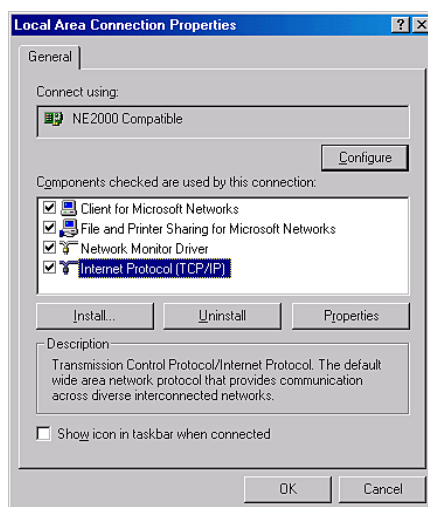 Local Area Connection Properties
General
Connect using:
NE2000 Compatible
Configure
Components checked are used by this connection:
Client for Microsoft Networks
File and Printer Sharing for Microsoft Networks
Network Monitor Driver
Internet Protocol (TCP/IP)
Install... Uninstall Properties
Description
Transmission Control Protocol/Internet Protocol. The default
wide area network protocol that provides communication
across diverse interconnected networks.
Show icon in taskbar when connected
OK Cancel